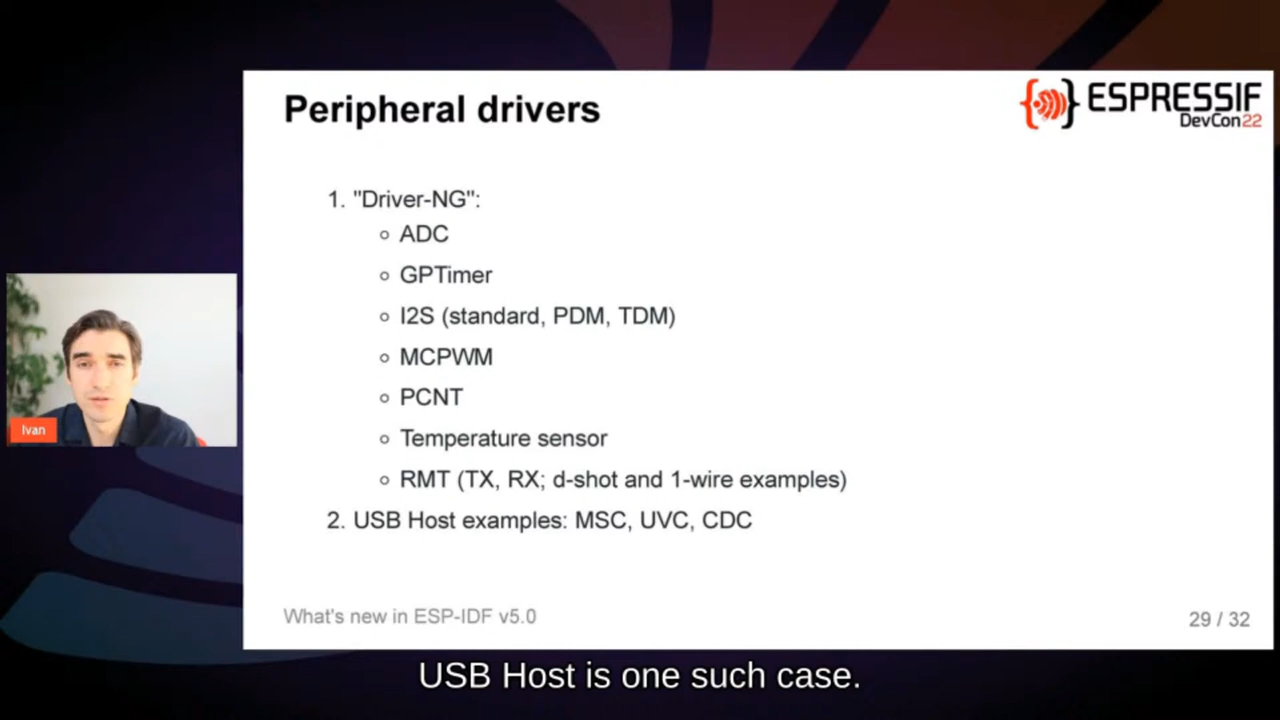 Peripheral drivers
{ } ESPRESSIF
DevCon22
1. "Driver-NG":
ADC
GPTimer
I2S (standard, PDM, TDM)
MCPWM
PCNT
Temperature sensor
RMT (TX, RX; d-shot and 1-wire examples)
2. USB Host examples: MSC, UVC, CDC
Ivan
What's new in ESP-IDF v5.0
29 / 32
USB Host is one such case.